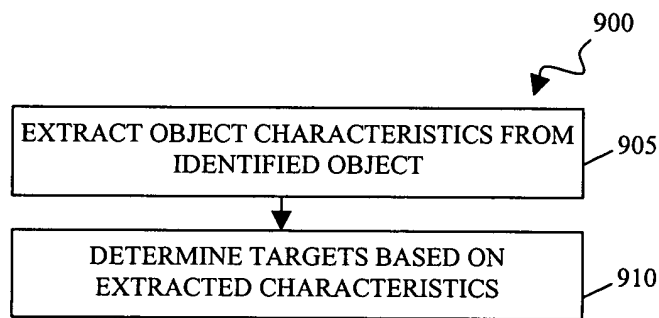 900
EXTRACT OBJECT CHARACTERISTICS FROM
IDENTIFIED OBJECT
905
DETERMINE TARGETS BASED ON
EXTRACTED CHARACTERISTICS
910